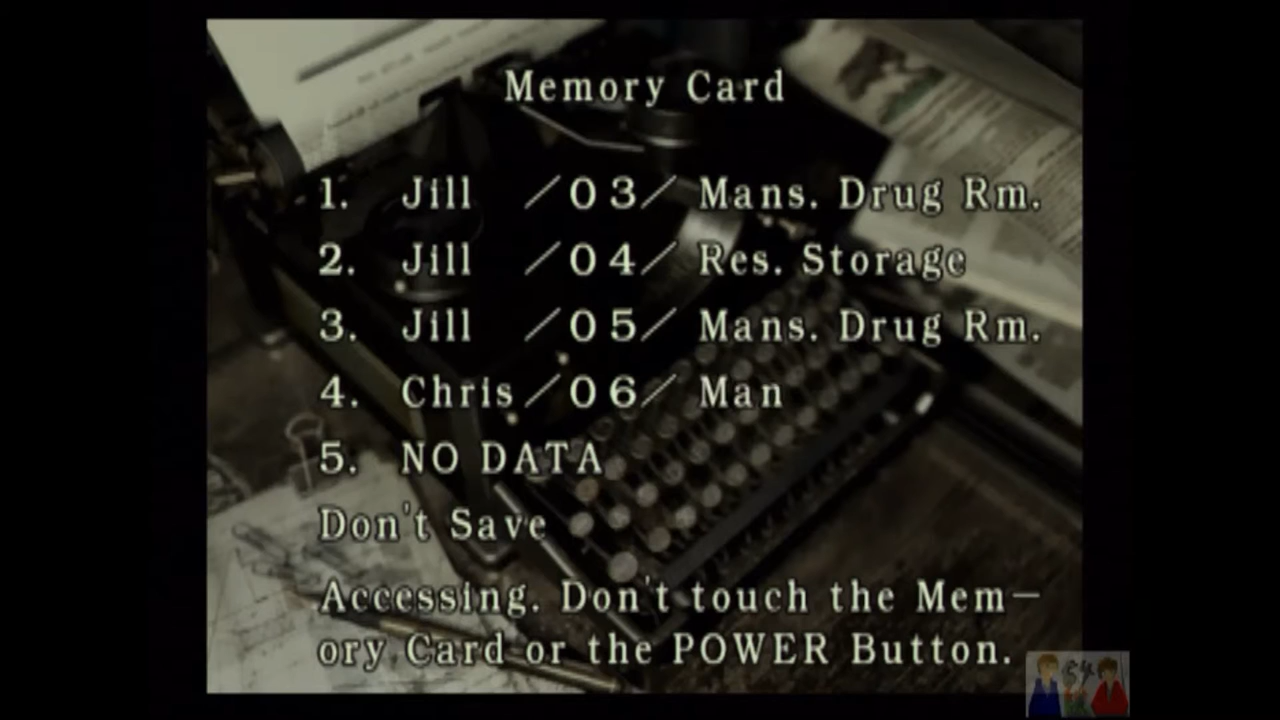 Memory Card
1. Jill ／03／ Mans. Drug Rm.
2. Jill ／04／ Res. Storage
3. Jill ／05／ Mans. Drug Rm.
4. Chris／06／ Man
5. NO DATA
Don't Save
Accessing. Don't touch the Mem—
ory Card or the POWER Button.